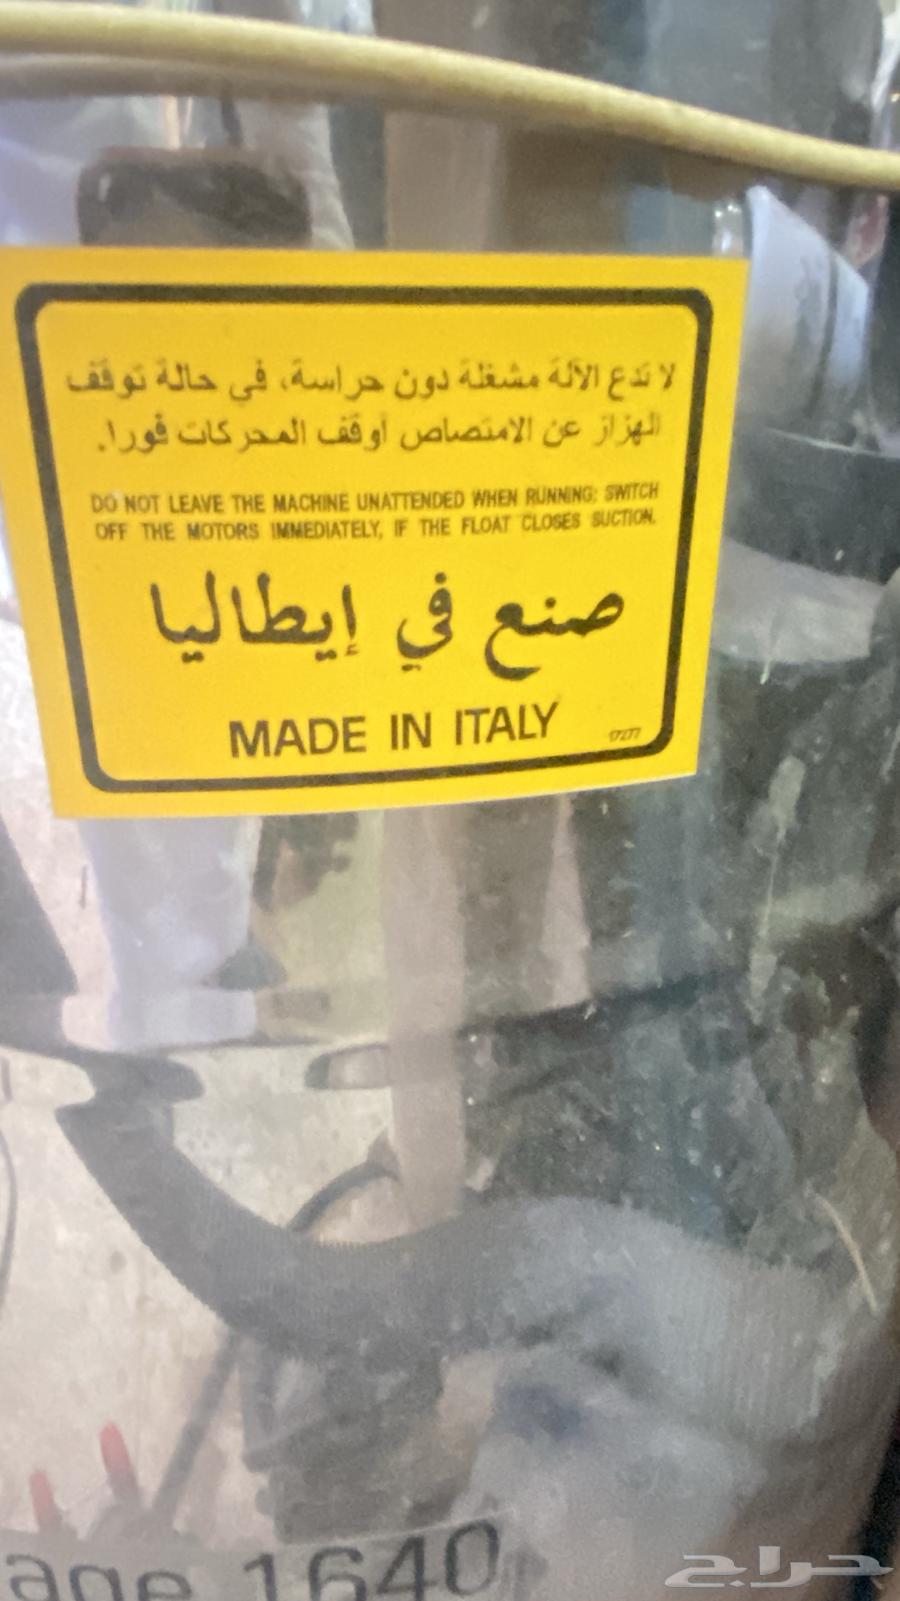 لا تدع الآلة مشغلة دون حراسة، في حالة توقف
الهزاز عن الامتصاص أوقف المحركات فورا.
DO NOT LEAVE THE MACHINE UNATTENDED WHEN RUNNING; SWITCH
OFF THE MOTORS IMMEDIATELY, IF THE FLOAT CLOSES SUCTION.
صنع في إيطاليا
MADE IN ITALY
17277
age 1640
حراج